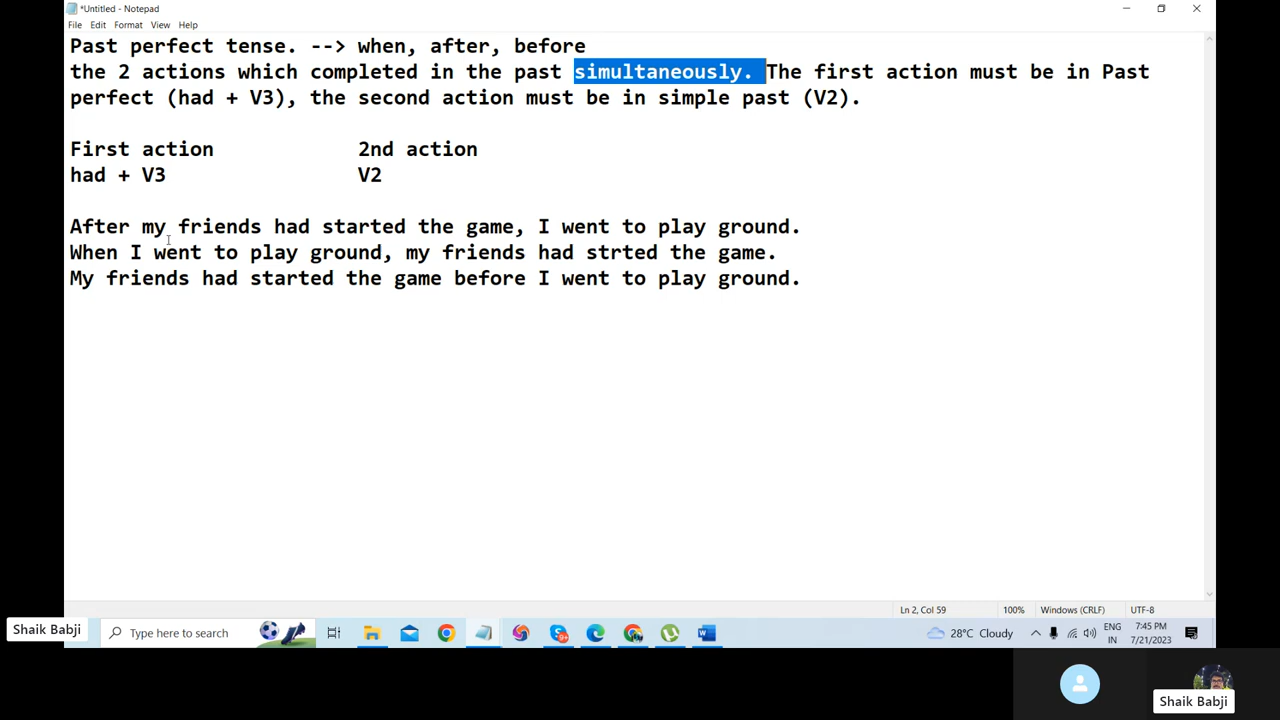 *Untitled - Notepad
File Edit Format View Help
Past perfect tense. --> when, after, before
the 2 actions which completed in the past simultaneously. The first action must be in Past
perfect (had + V3), the second action must be in simple past (V2).
First action 2nd action
had + V3 V2
After my friends had started the game, I went to play ground.
When I went to play ground, my friends had strted the game.
My friends had started the game before I went to play ground.
Ln 2, Col 59 100% Windows (CRLF) UTF-8
Shaik Babji
Type here to search
28°C Cloudy
ENG
IN
7:45 PM
7/21/2023
Shaik Babji